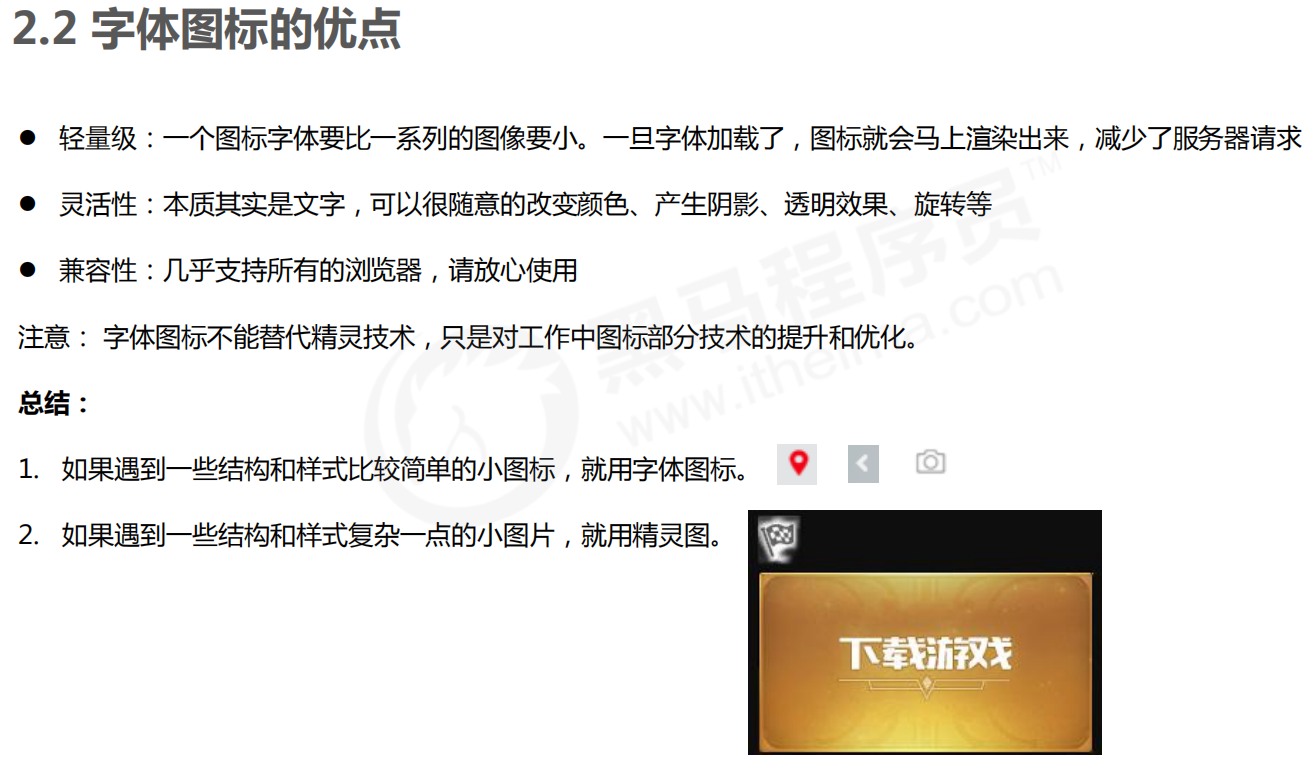 2.2 字体图标的优点
● 轻量级：一个图标字体要比一系列的图像要小。一旦字体加载了，图标就会马上渲染出来，减少了服务器请求
● 灵活性：本质其实是文字，可以很随意的改变颜色、产生阴影、透明效果、旋转等
● 兼容性：几乎支持所有的浏览器，请放心使用
注意： 字体图标不能替代精灵技术，只是对工作中图标部分技术的提升和优化。
总结：
1. 如果遇到一些结构和样式比较简单的小图标，就用字体图标。
2. 如果遇到一些结构和样式复杂一点的小图片，就用精灵图。
下载游戏
黑马程序员™
www.itheima.com